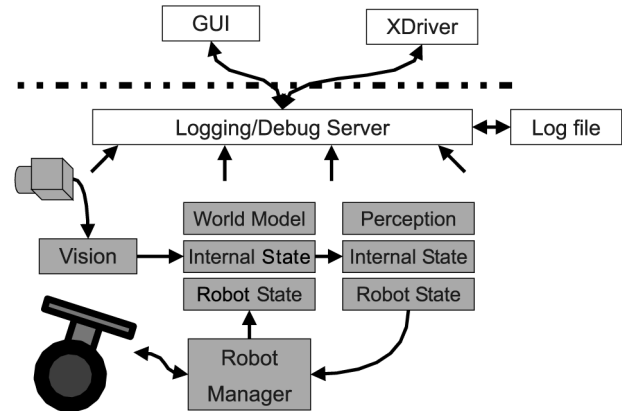 GUI
XDriver
Logging/Debug Server
Log file
World Model
Perception
Vision
Internal State
Internal State
Robot State
Robot State
Robot
Manager